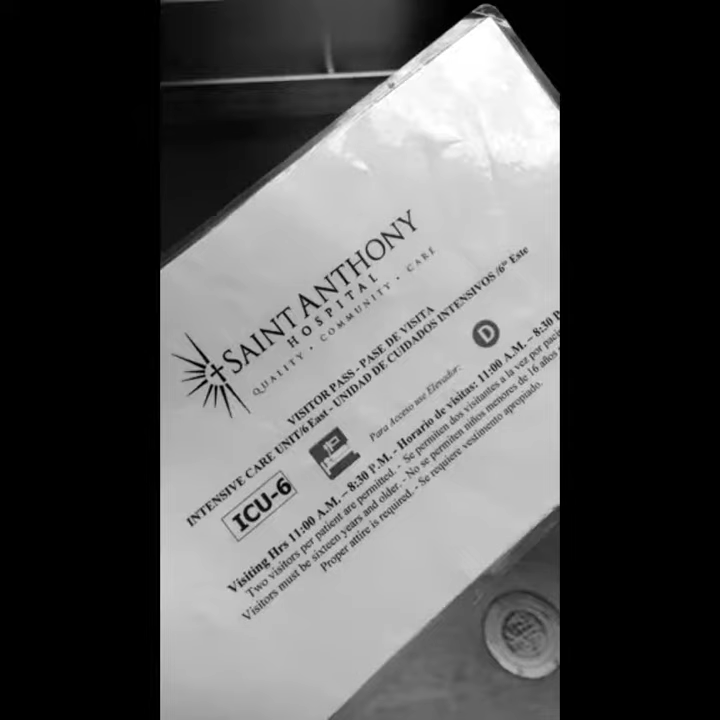 SAINT ANTHONY
HOSPITAL
QUALITY • COMMUNITY • CARE
VISITOR PASS - PASE DE VISITA
INTENSIVE CARE UNIT/6 East - UNIDAD DE CUIDADOS INTENSIVOS /6º Este
ICU-6
Para Acceso use Elevador:
D
Visiting Hrs 11:00 A.M. – 8:30 P.M. - Horario de visitas: 11:00 A.M. – 8:30 P
Two visitors per patient are permitted. - Se permiten dos visitantes a la vez por
Visitors must be sixteen years and older. - No se permiten niños menores de 16 años
Proper attire is required. - Se requiere vestimento apropiado.